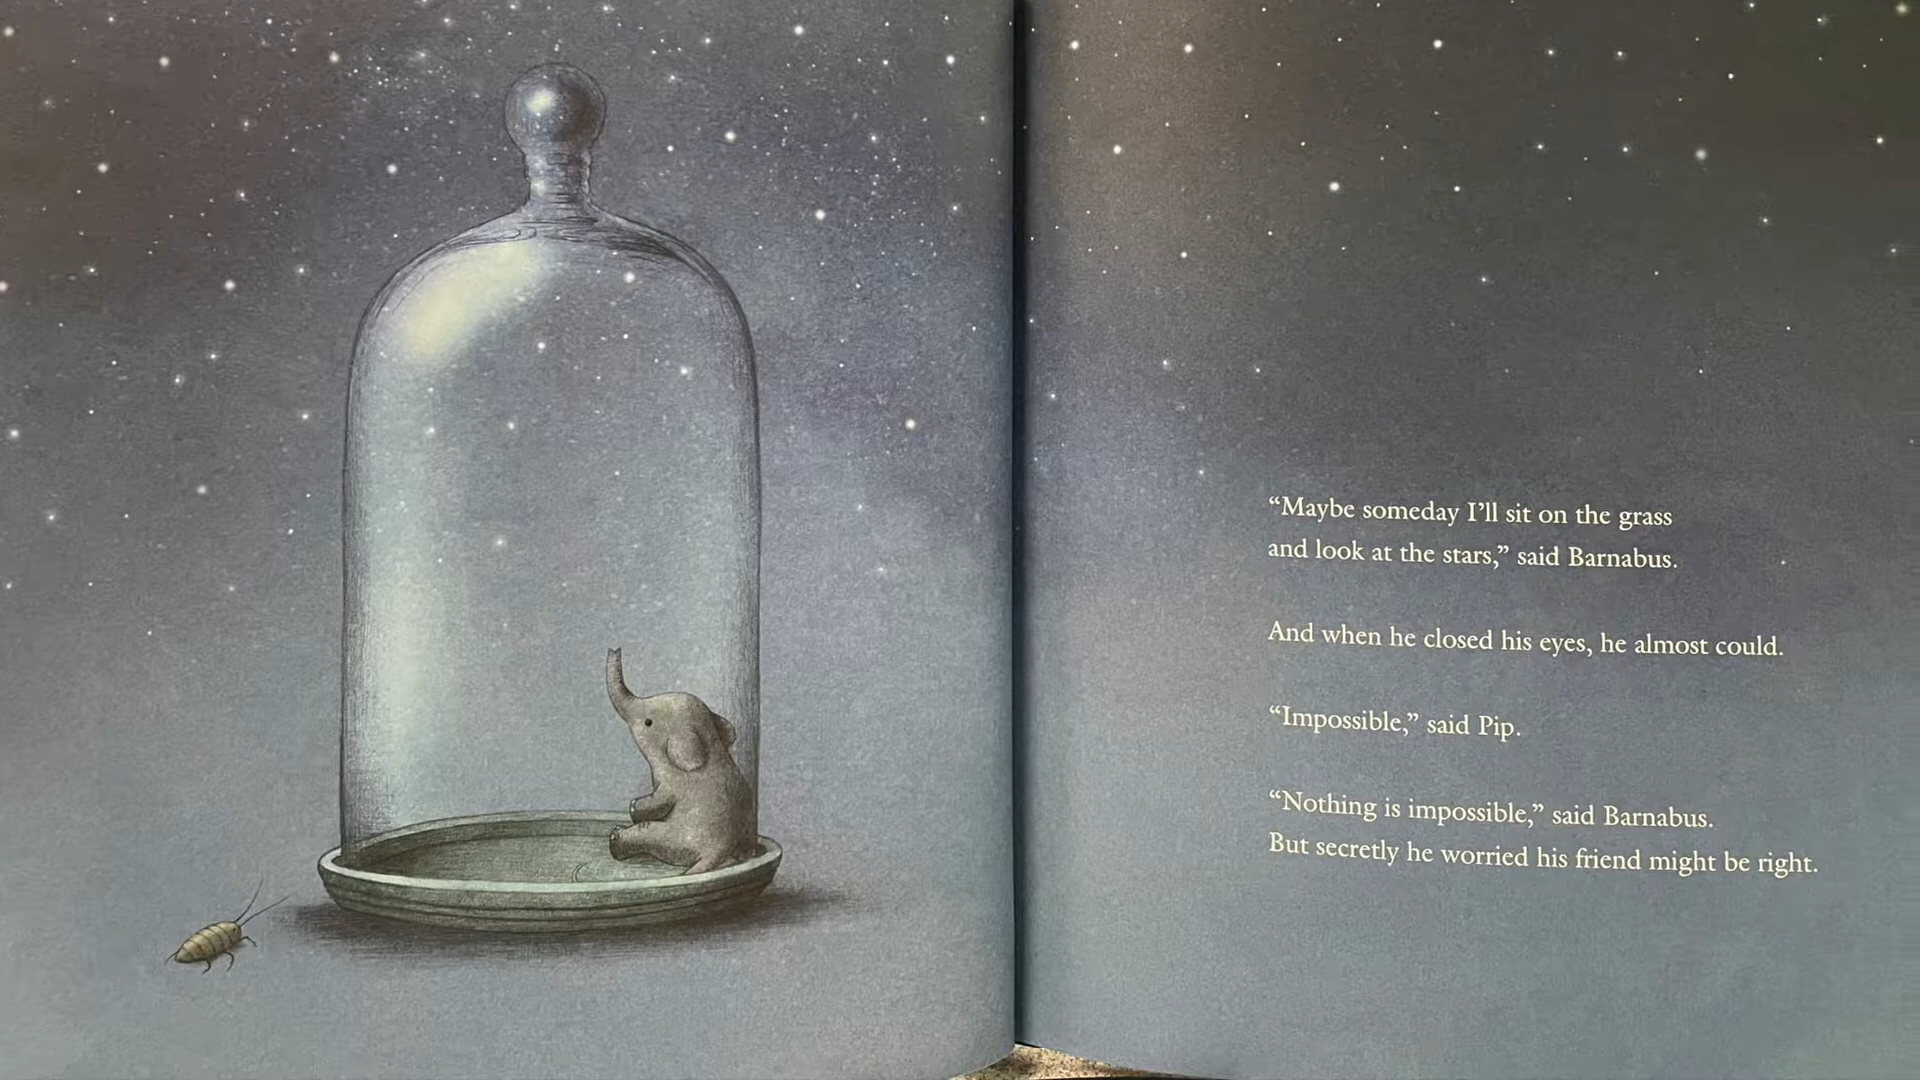 “Maybe someday I’ll sit on the grass
and look at the stars,” said Barnabus.
And when he closed his eyes, he almost could.
“Impossible,” said Pip.
“Nothing is impossible,” said Barnabus.
But secretly he worried his friend might be right.